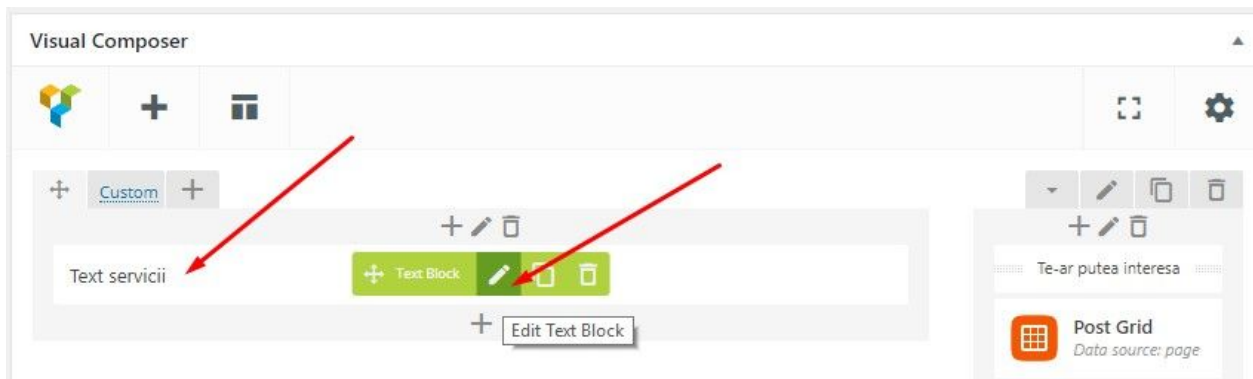 Visual Composer
Custom
Text servicii
Text Block
Edit Text Block
Te-ar putea interesa
Post Grid
Data source: page